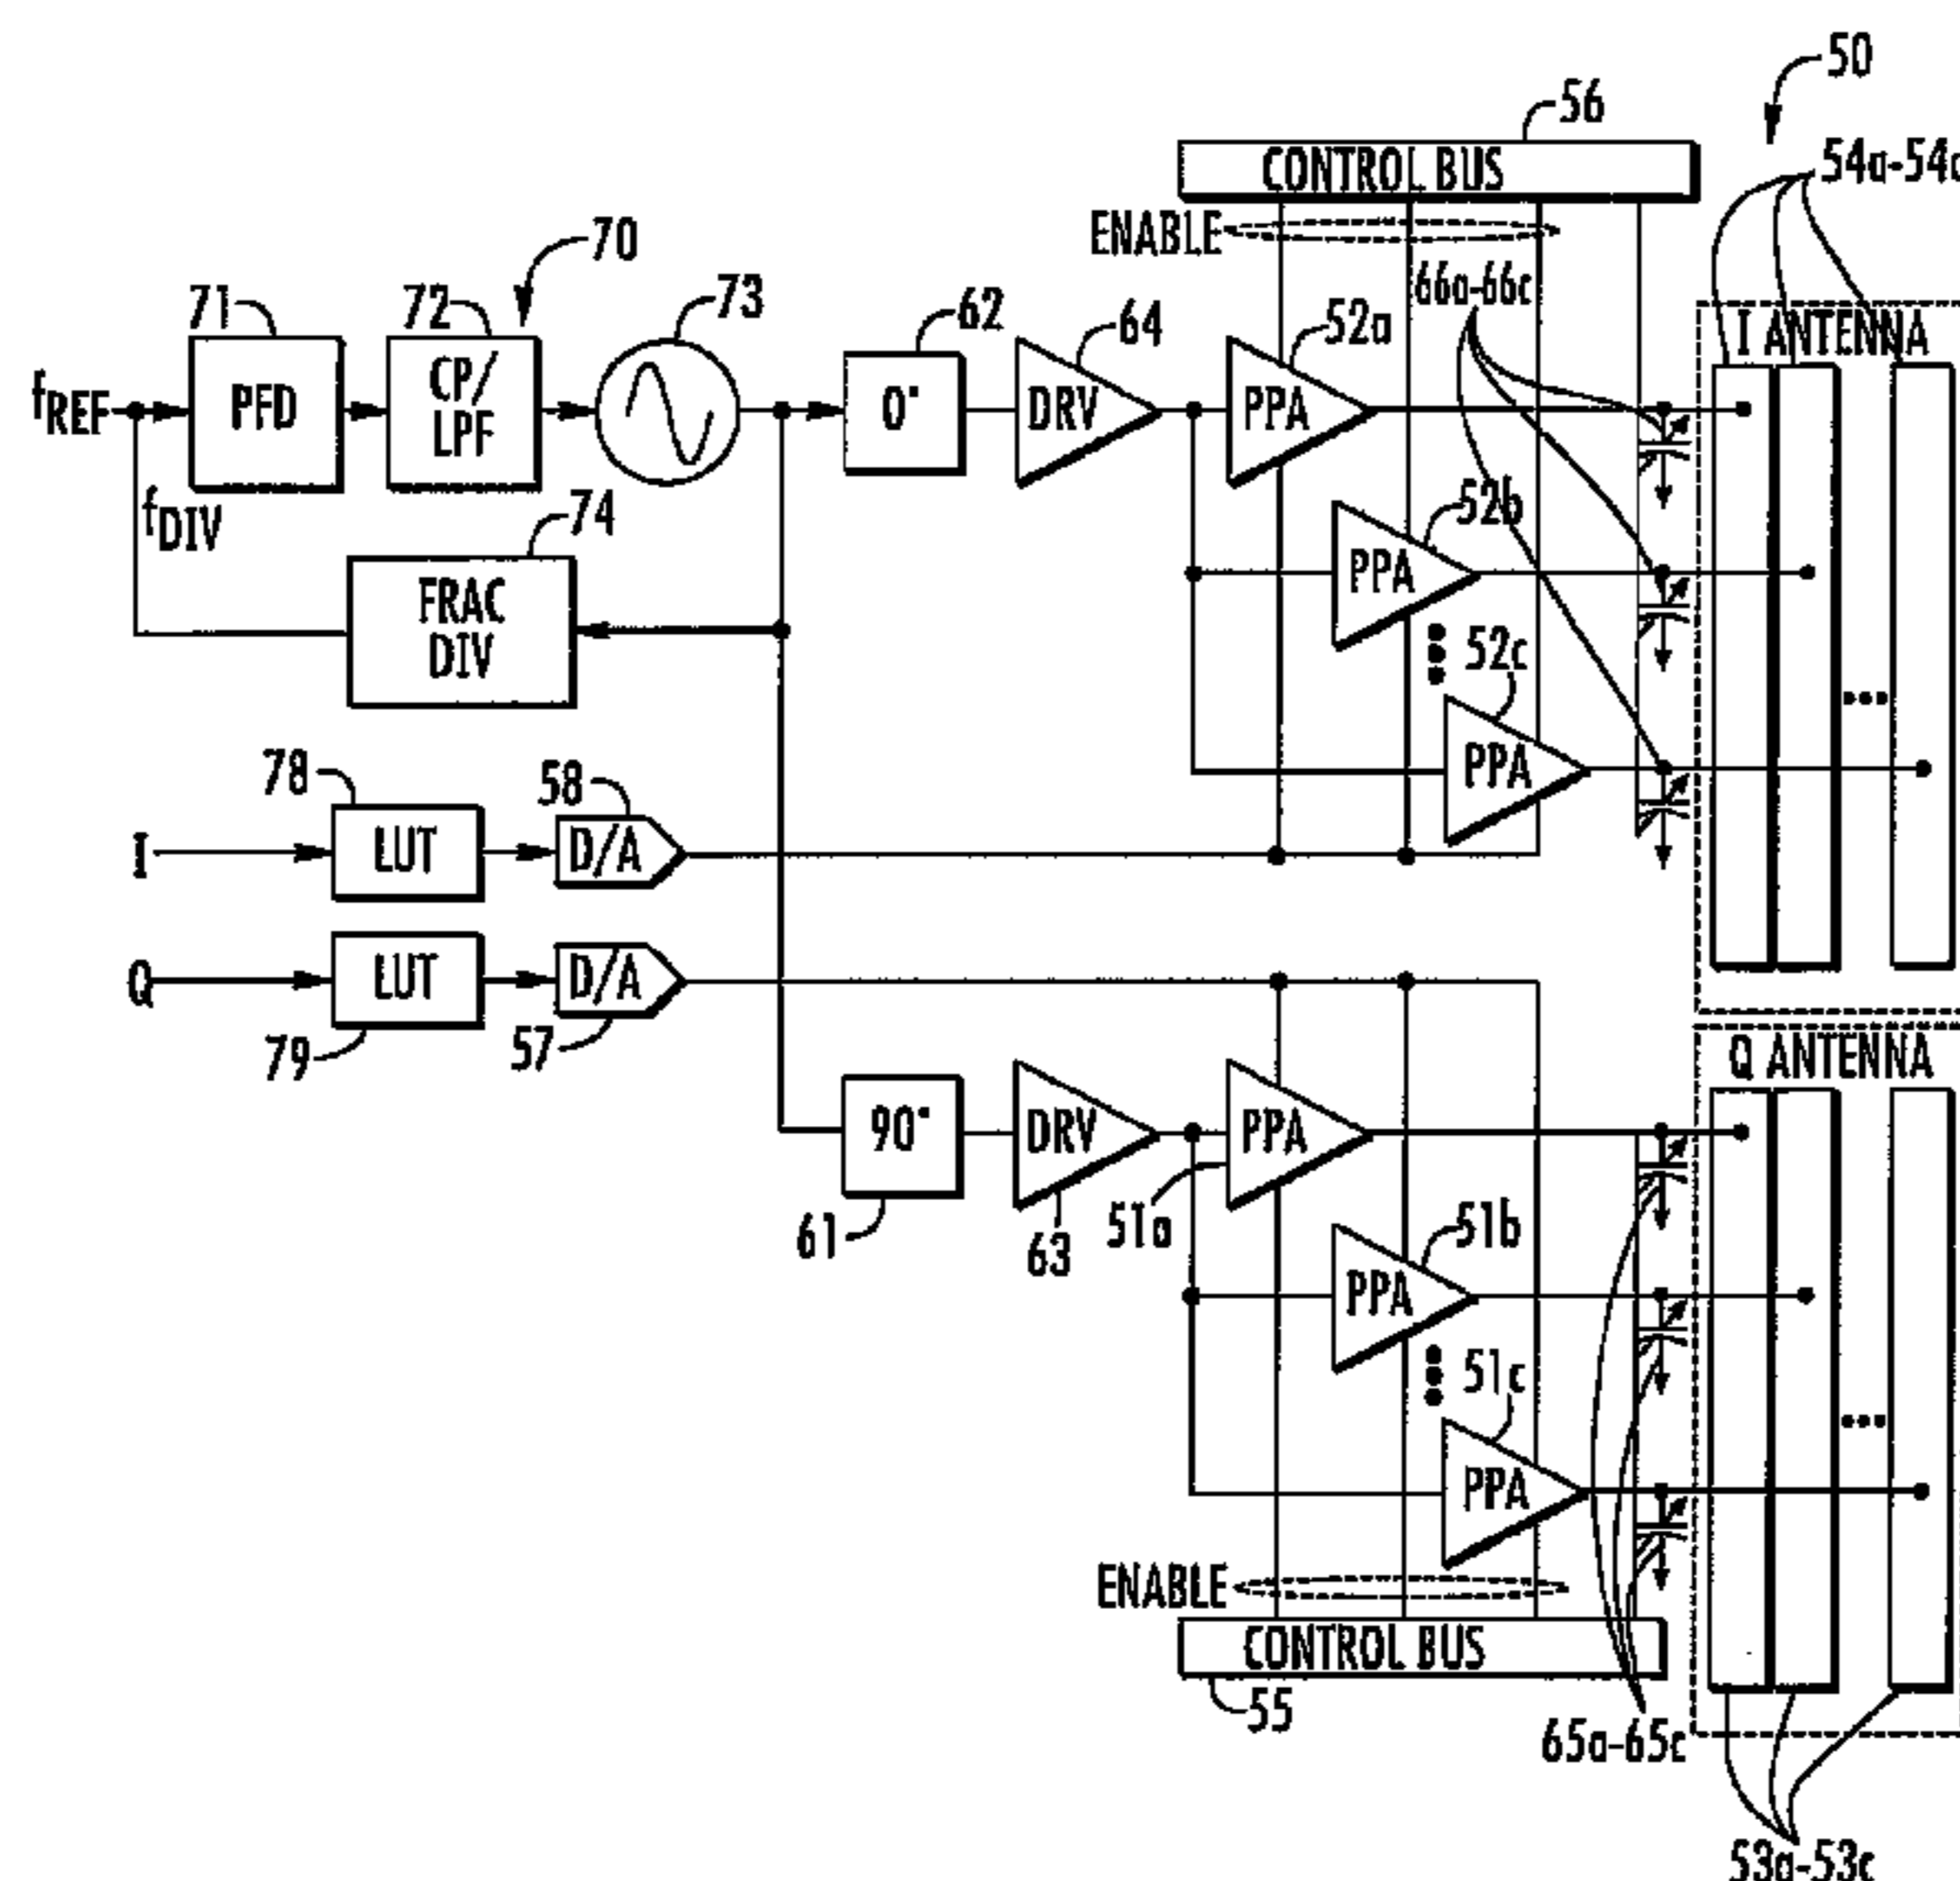 50
56
CONTROL BUS
54a-54c
ENABLE
70
66a-66c
71
72
73
62
64
52a
I ANTENNA
fREF
PFD
CP/
LPF
0°
DRV
PPA
fDIV
74
52b
FRAC
DIV
PPA
52c
PPA
78
58
I
LUT
D/A
Q
LUT
D/A
79
57
Q ANTENNA
90°
DRV
PPA
61
63
51a
51b
PPA
51c
PPA
ENABLE
CONTROL BUS
55
65a-65c
53a-53c